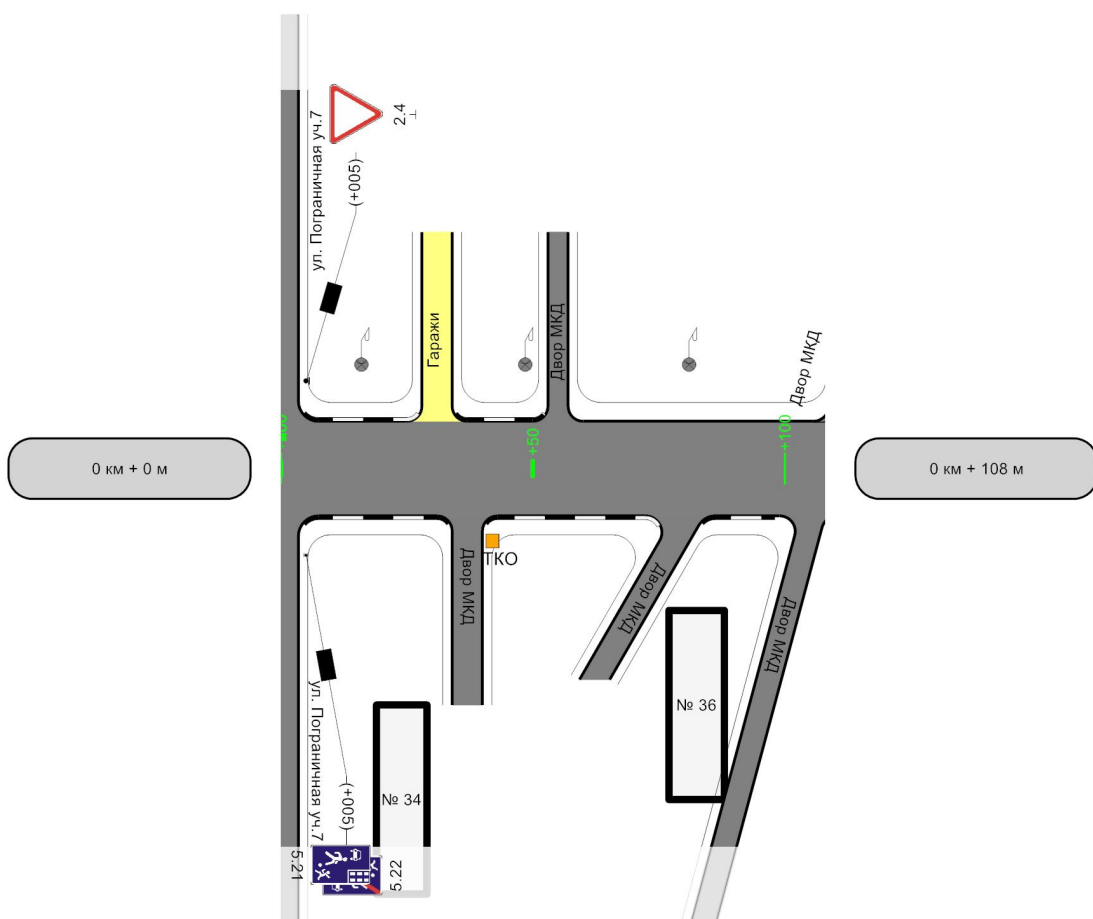 2.4
ул. Пограничная уч.7
(+005)
Гаражи
Двор МКД
Двор МКД
+50
+100
0 км + 0 м
0 км + 108 м
ТКО
Двор МКД
Двор МКД
Двор МКД
№ 36
№ 34
ул. Пограничная уч.7
(+005)
5.21
5.22